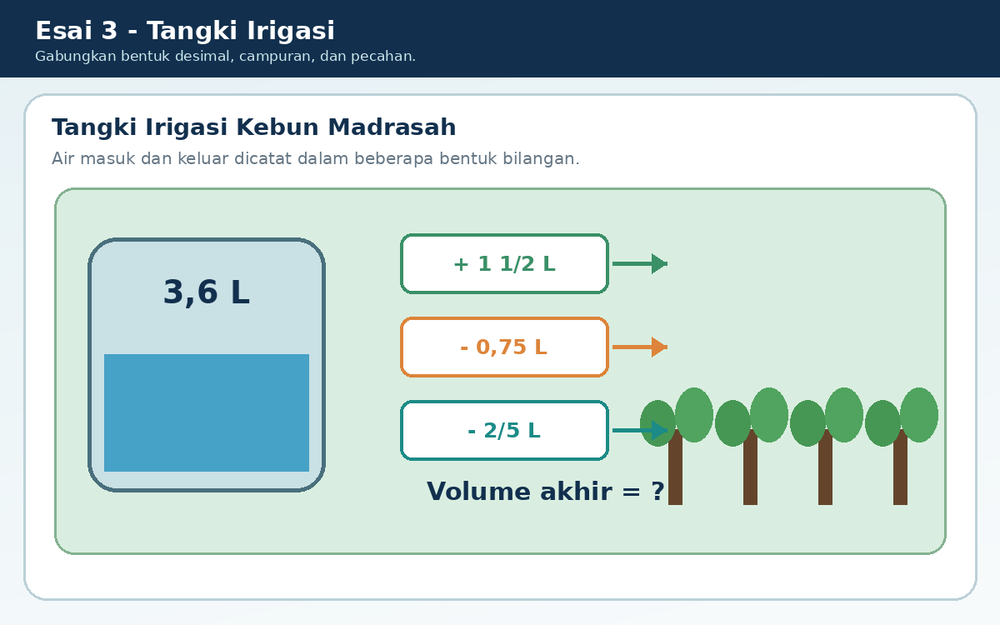 Esai 3 - Tangki Irigasi
Gabungkan bentuk desimal, campuran, dan pecahan.
Tangki Irigasi Kebun Madrasah
Air masuk dan keluar dicatat dalam beberapa bentuk bilangan.
3,6 L
+ 1 1/2 L
- 0,75 L
- 2/5 L
Volume akhir = ?